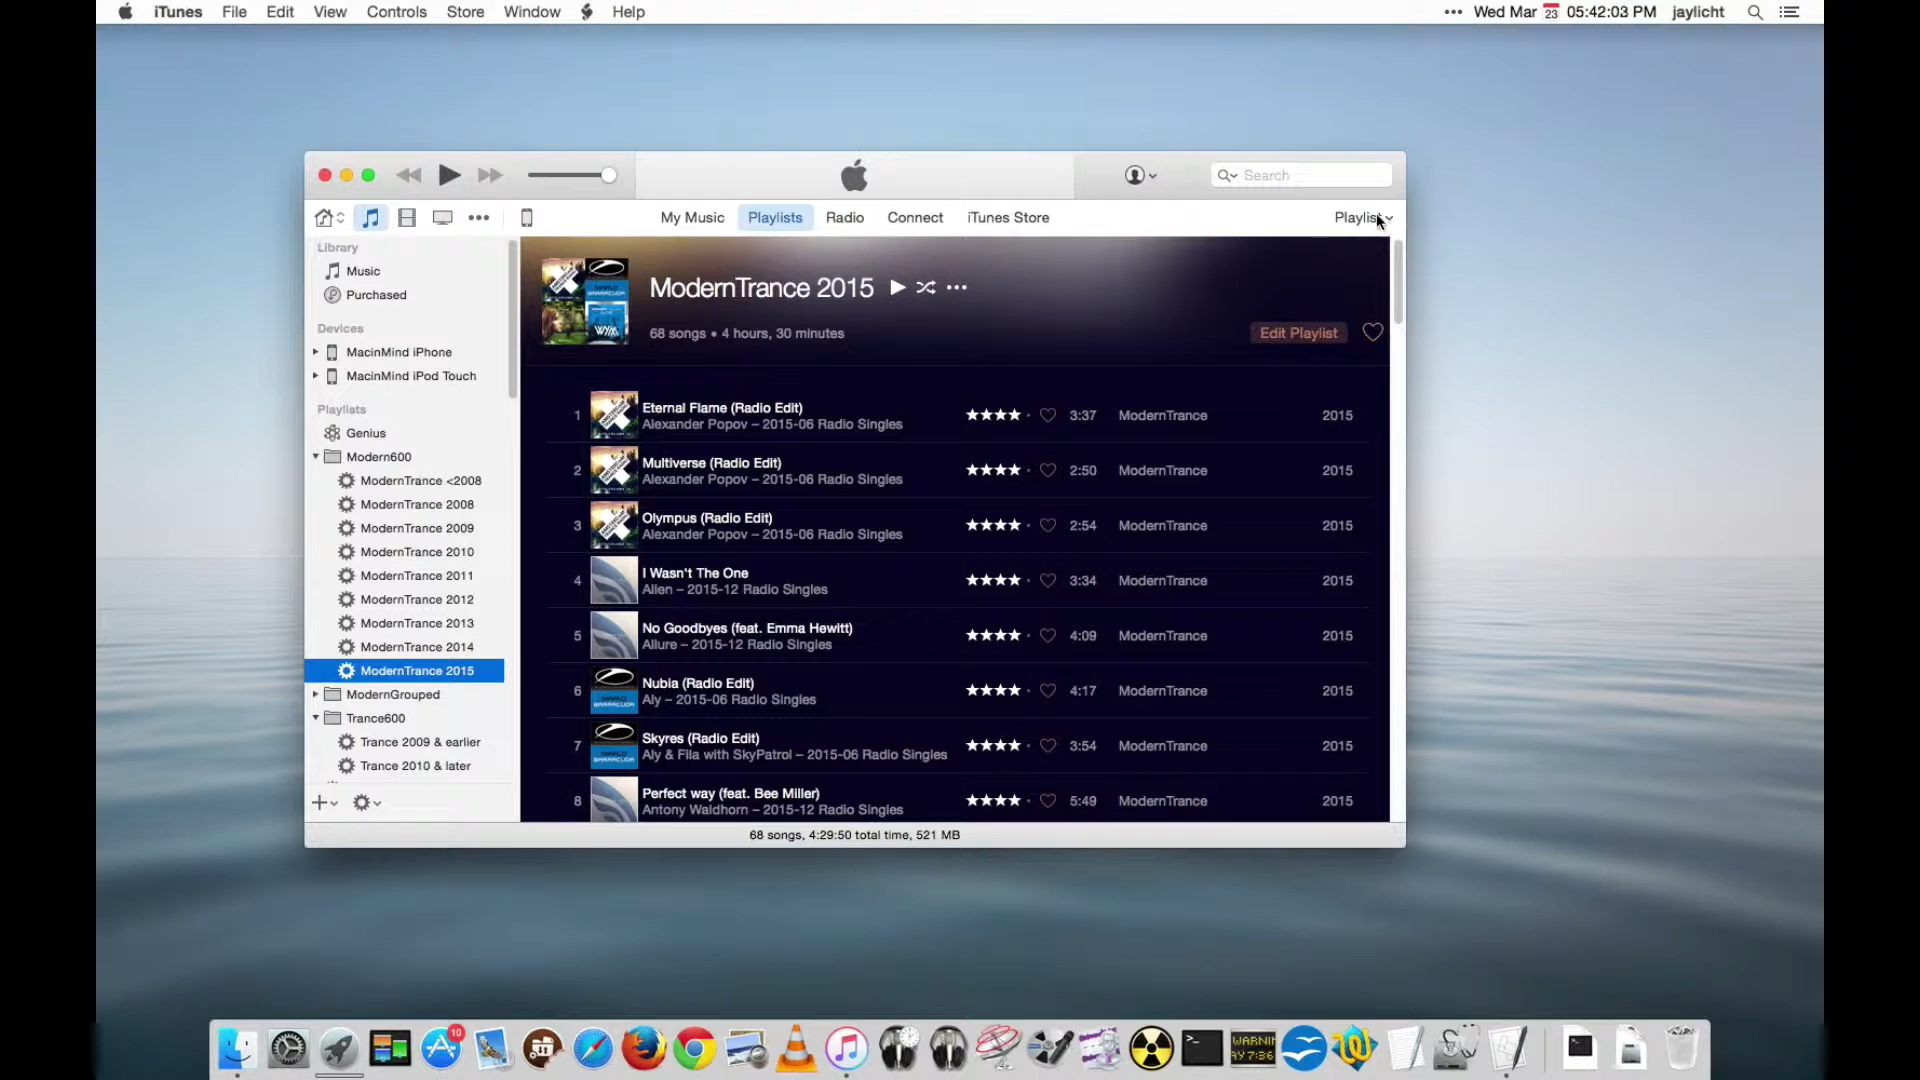 iTunes File Edit View Controls Store Window Help
••• Wed Mar 23 05:42:03 PM jaylicht
Search
My Music Playlists Radio Connect iTunes Store
Playlist
Library
Music
Purchased
Devices
MacinMind iPhone
MacinMind iPod Touch
Playlists
Genius
Modern600
ModernTrance <2008
ModernTrance 2008
ModernTrance 2009
ModernTrance 2010
ModernTrance 2011
ModernTrance 2012
ModernTrance 2013
ModernTrance 2014
ModernTrance 2015
ModernGrouped
Trance600
Trance 2009 & earlier
Trance 2010 & later
ModernTrance 2015
68 songs • 4 hours, 30 minutes
Edit Playlist
1 Eternal Flame (Radio Edit) ★★★★· 3:37 ModernTrance 2015
Alexander Popov – 2015-06 Radio Singles
2 Multiverse (Radio Edit) ★★★★· 2:50 ModernTrance 2015
Alexander Popov – 2015-06 Radio Singles
3 Olympus (Radio Edit) ★★★★· 2:54 ModernTrance 2015
Alexander Popov – 2015-06 Radio Singles
4 I Wasn't The One ★★★★· 3:34 ModernTrance 2015
Allen – 2015-12 Radio Singles
5 No Goodbyes (feat. Emma Hewitt) ★★★★· 4:09 ModernTrance 2015
Allure – 2015-12 Radio Singles
6 Nubia (Radio Edit) ★★★★· 4:17 ModernTrance 2015
Aly – 2015-06 Radio Singles
7 Skyres (Radio Edit) ★★★★· 3:54 ModernTrance 2015
Aly & Fila with SkyPatrol – 2015-06 Radio Singles
8 Perfect way (feat. Bee Miller) ★★★★· 5:49 ModernTrance 2015
Antony Waldhorn – 2015-12 Radio Singles
68 songs, 4:29:50 total time, 521 MB
10